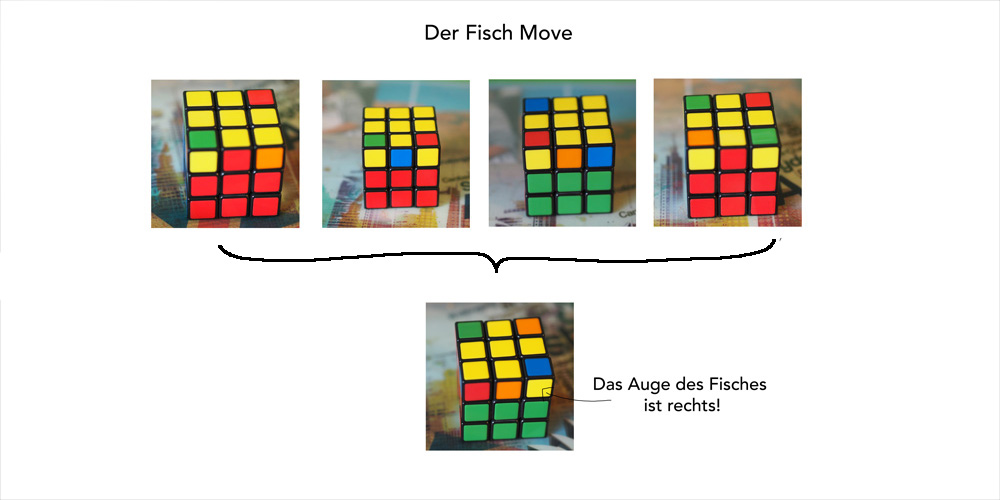 Der Fisch Move
Das Auge des Fisches
ist rechts!